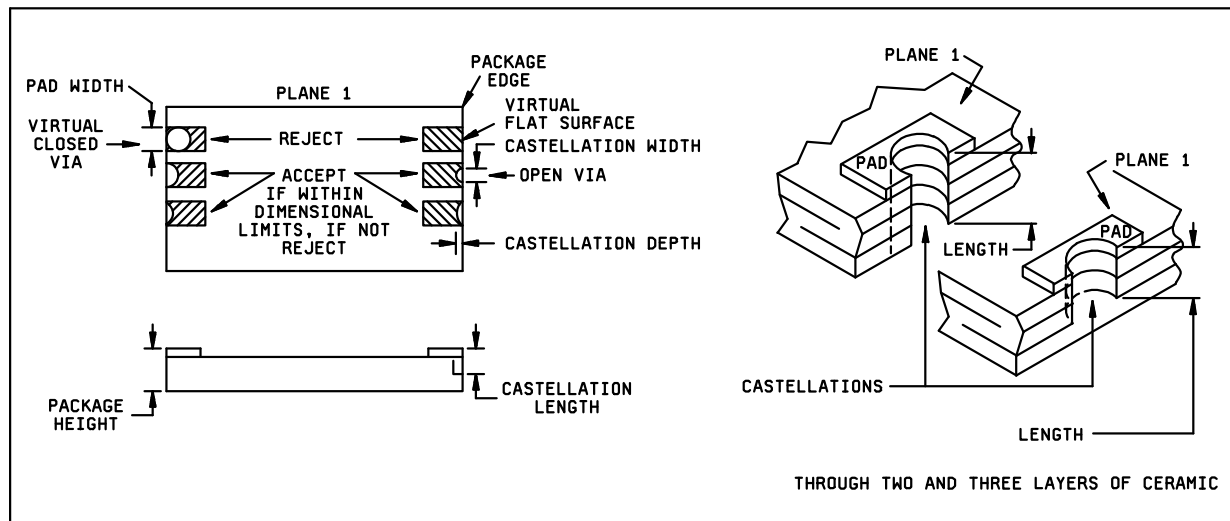 PAD WIDTH
VIRTUAL
CLOSED
VIA
PLANE 1
PACKAGE
EDGE
REJECT
VIRTUAL
FLAT SURFACE
CASTELLATION WIDTH
ACCEPT
IF WITHIN
DIMENSIONAL
LIMITS, IF NOT
REJECT
OPEN VIA
CASTELLATION DEPTH
PACKAGE
HEIGHT
CASTELLATION
LENGTH
PLANE 1
PAD
LENGTH
PLANE 1
PAD
CASTELLATIONS
LENGTH
THROUGH TWO AND THREE LAYERS OF CERAMIC